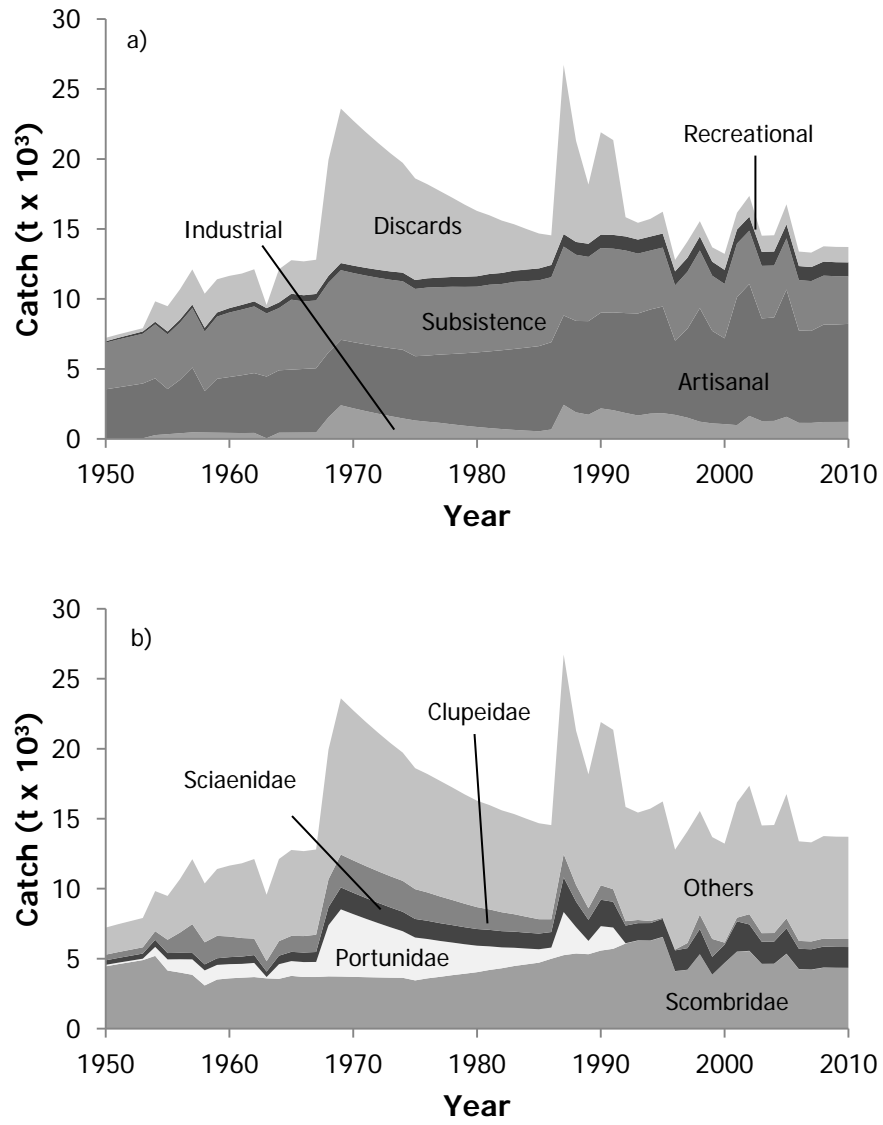 30
a)
25
Recreational
20
Industrial
Discards
15
10
Subsistence
5
Artisanal
0
1950 1960 1970 1980 1990 2000 2010
Catch (t x 10³)
Year
30
b)
25
Clupeidae
20
Sciaenidae
15
10
Others
5
Portunidae
Scombridae
0
1950 1960 1970 1980 1990 2000 2010
Catch (t x 10³)
Year